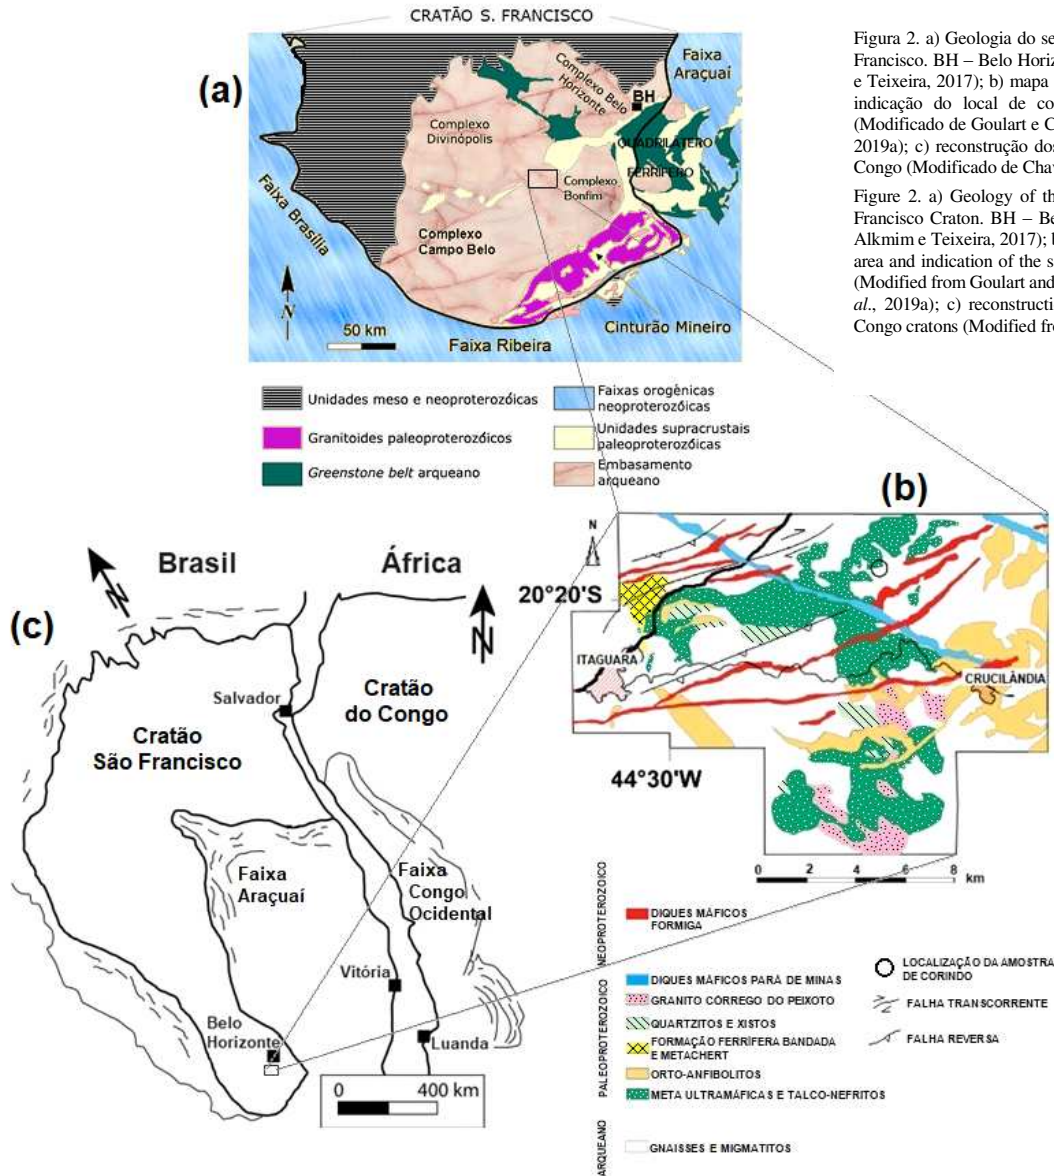 CRATÃO S. FRANCISCO
(a)
Faixa
Araçuaí
Complexo Belo
Horizonte
BH
Complexo
Divinópolis
QUADRILÁTERO
FERRÍFERO
Complexo
Bonfim
Faixa Brasília
Complexo
Campo Belo
N
50 km
Cinturão Mineiro
Faixa Ribeira
Unidades meso e neoproterozóicas
Granitoides paleoproterozóicos
Greenstone belt arqueano
Faixas orogênicas
neoproterozóicas
Unidades supracrustais
paleoproterozóicas
Embasamento
arqueano
Figura 2. a) Geologia do se
Francisco. BH – Belo Horiz
e Teixeira, 2017); b) mapa
indicação do local de co
(Modificado de Goulart e C
2019a); c) reconstrução dos
Congo (Modificado de Chav
Figure 2. a) Geology of th
Francisco Craton. BH – Be
Alkmim e Teixeira, 2017); b
area and indication of the s
(Modified from Goulart and
al., 2019a); c) reconstructi
Congo cratons (Modified fro
(b)
N
20°20'S
ITAGUARA
CRUCILÂNDIA
44°30'W
0 2 4 6 8 km
NEOPROTEROZOICO
DIQUES MÁFICOS
FORMIGA
PALEOPROTEROZOICO
DIQUES MÁFICOS PARÁ DE MINAS
GRANITO CÓRREGO DO PEIXOTO
QUARTZITOS E XISTOS
FORMAÇÃO FERRÍFERA BANDADA
E METACHERT
ORTO-ANFIBOLITOS
META ULTRAMÁFICAS E TALCO-NEFRITOS
ARQUEANO
GNAISSES E MIGMATITOS
LOCALIZAÇÃO DA AMOSTRA
DE CORINDO
FALHA TRANSCORRENTE
FALHA REVERSA
(c)
Brasil
África
N
N
Salvador
Cratão
São Francisco
Cratão
do Congo
Faixa
Araçuaí
Faixa
Congo
Ocidental
Vitória
Belo
Horizonte
Luanda
0 400 km